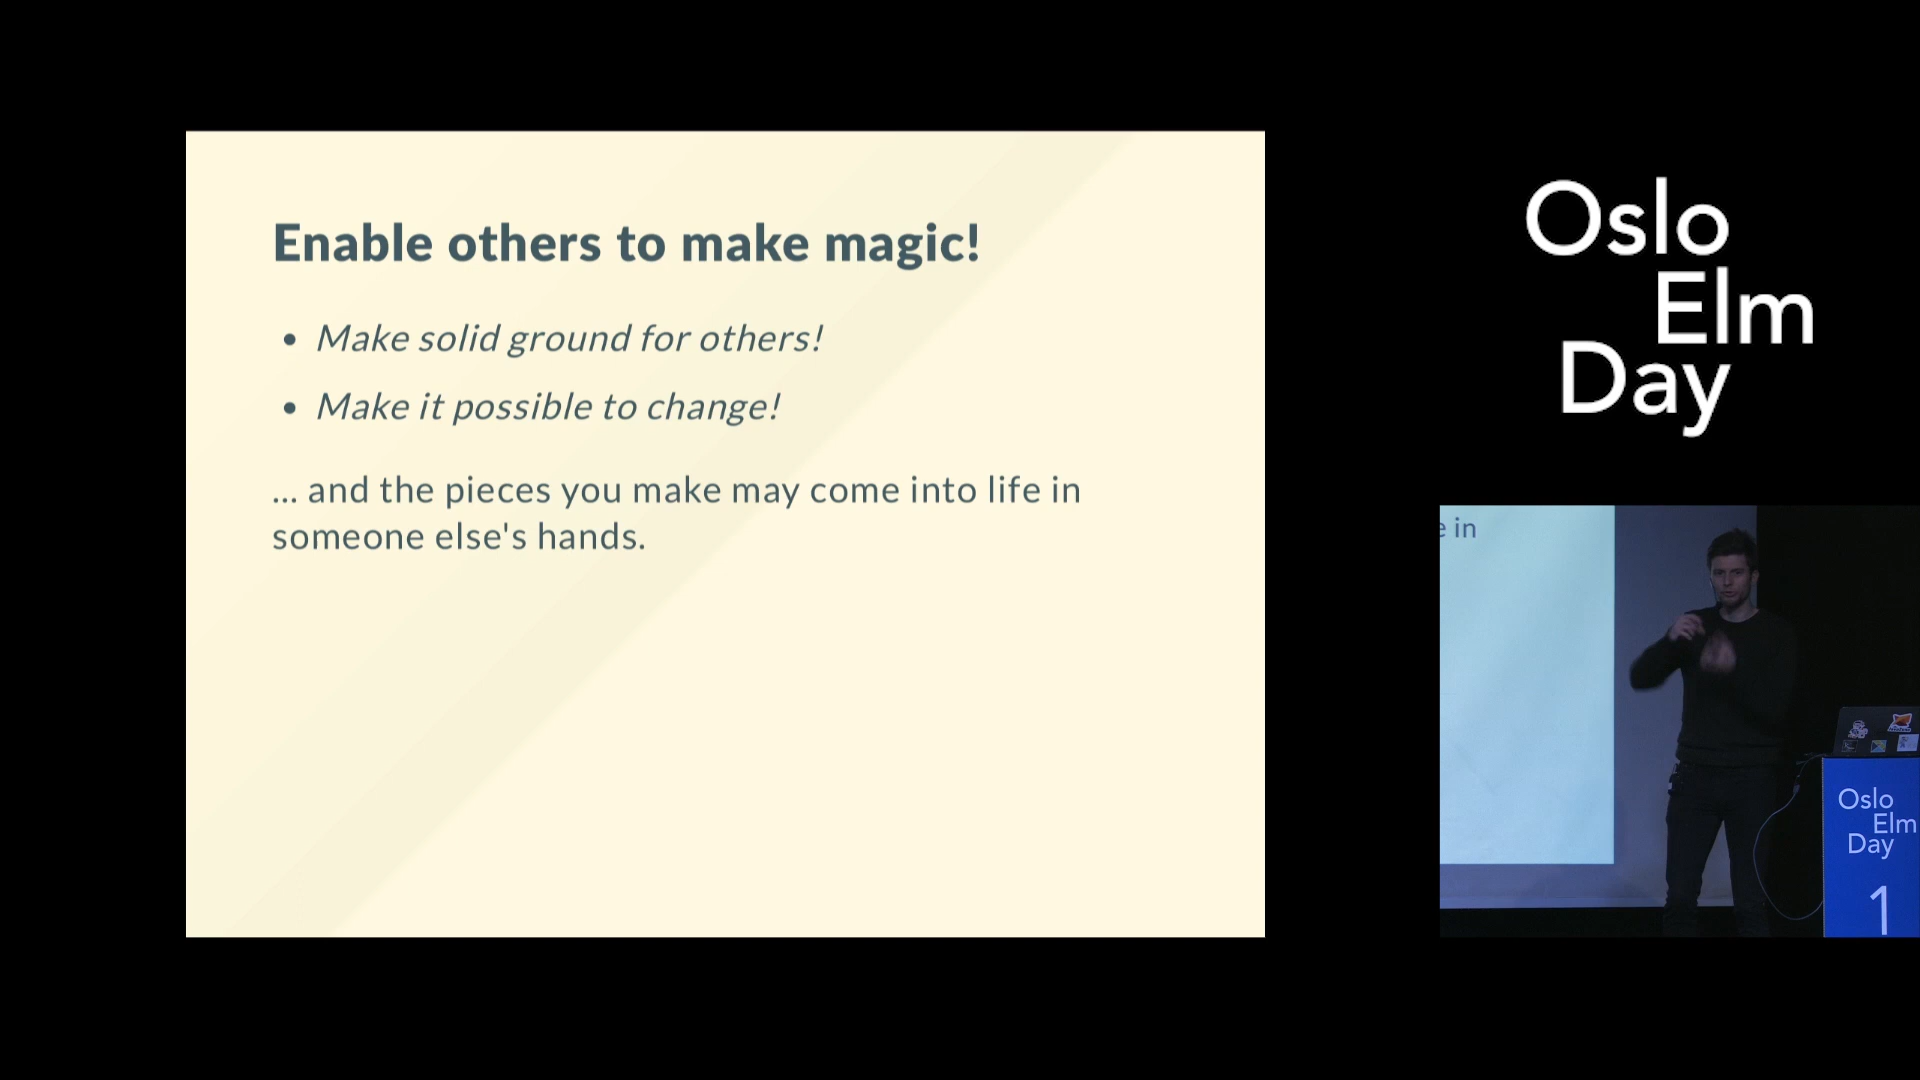 Enable others to make magic!
• Make solid ground for others!
• Make it possible to change!
... and the pieces you make may come into life in
someone else's hands.
Oslo
Elm
Day
e in
Oslo
Elm
Day
1